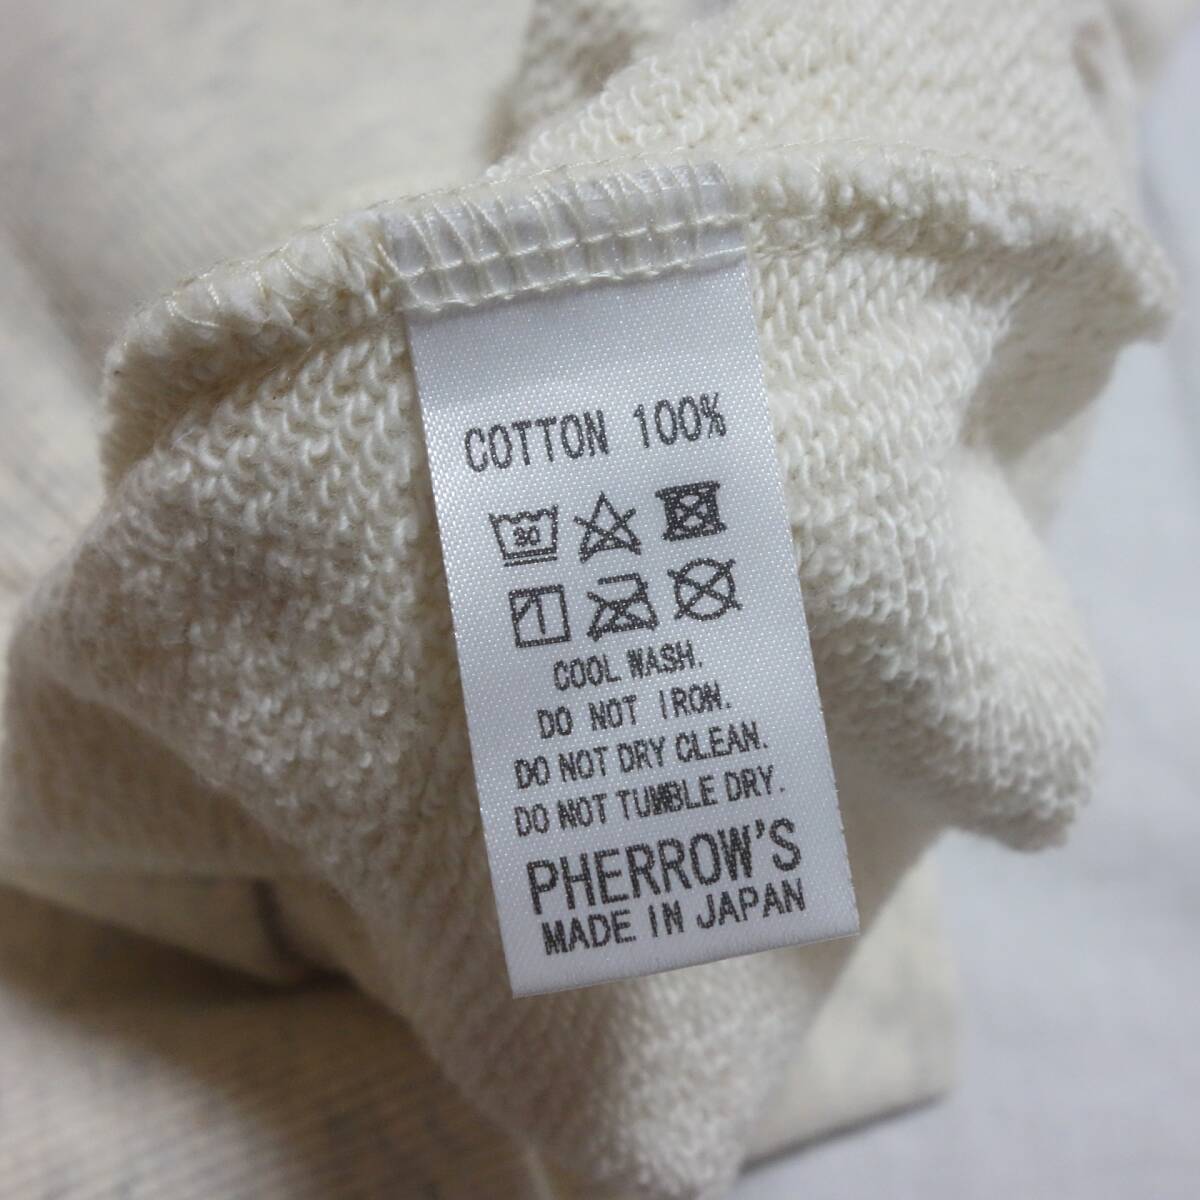 COTTON 100%
30
COOL WASH.
DO NOT IRON.
DO NOT DRY CLEAN.
DO NOT TUMBLE DRY.
PHERROW'S
MADE IN JAPAN